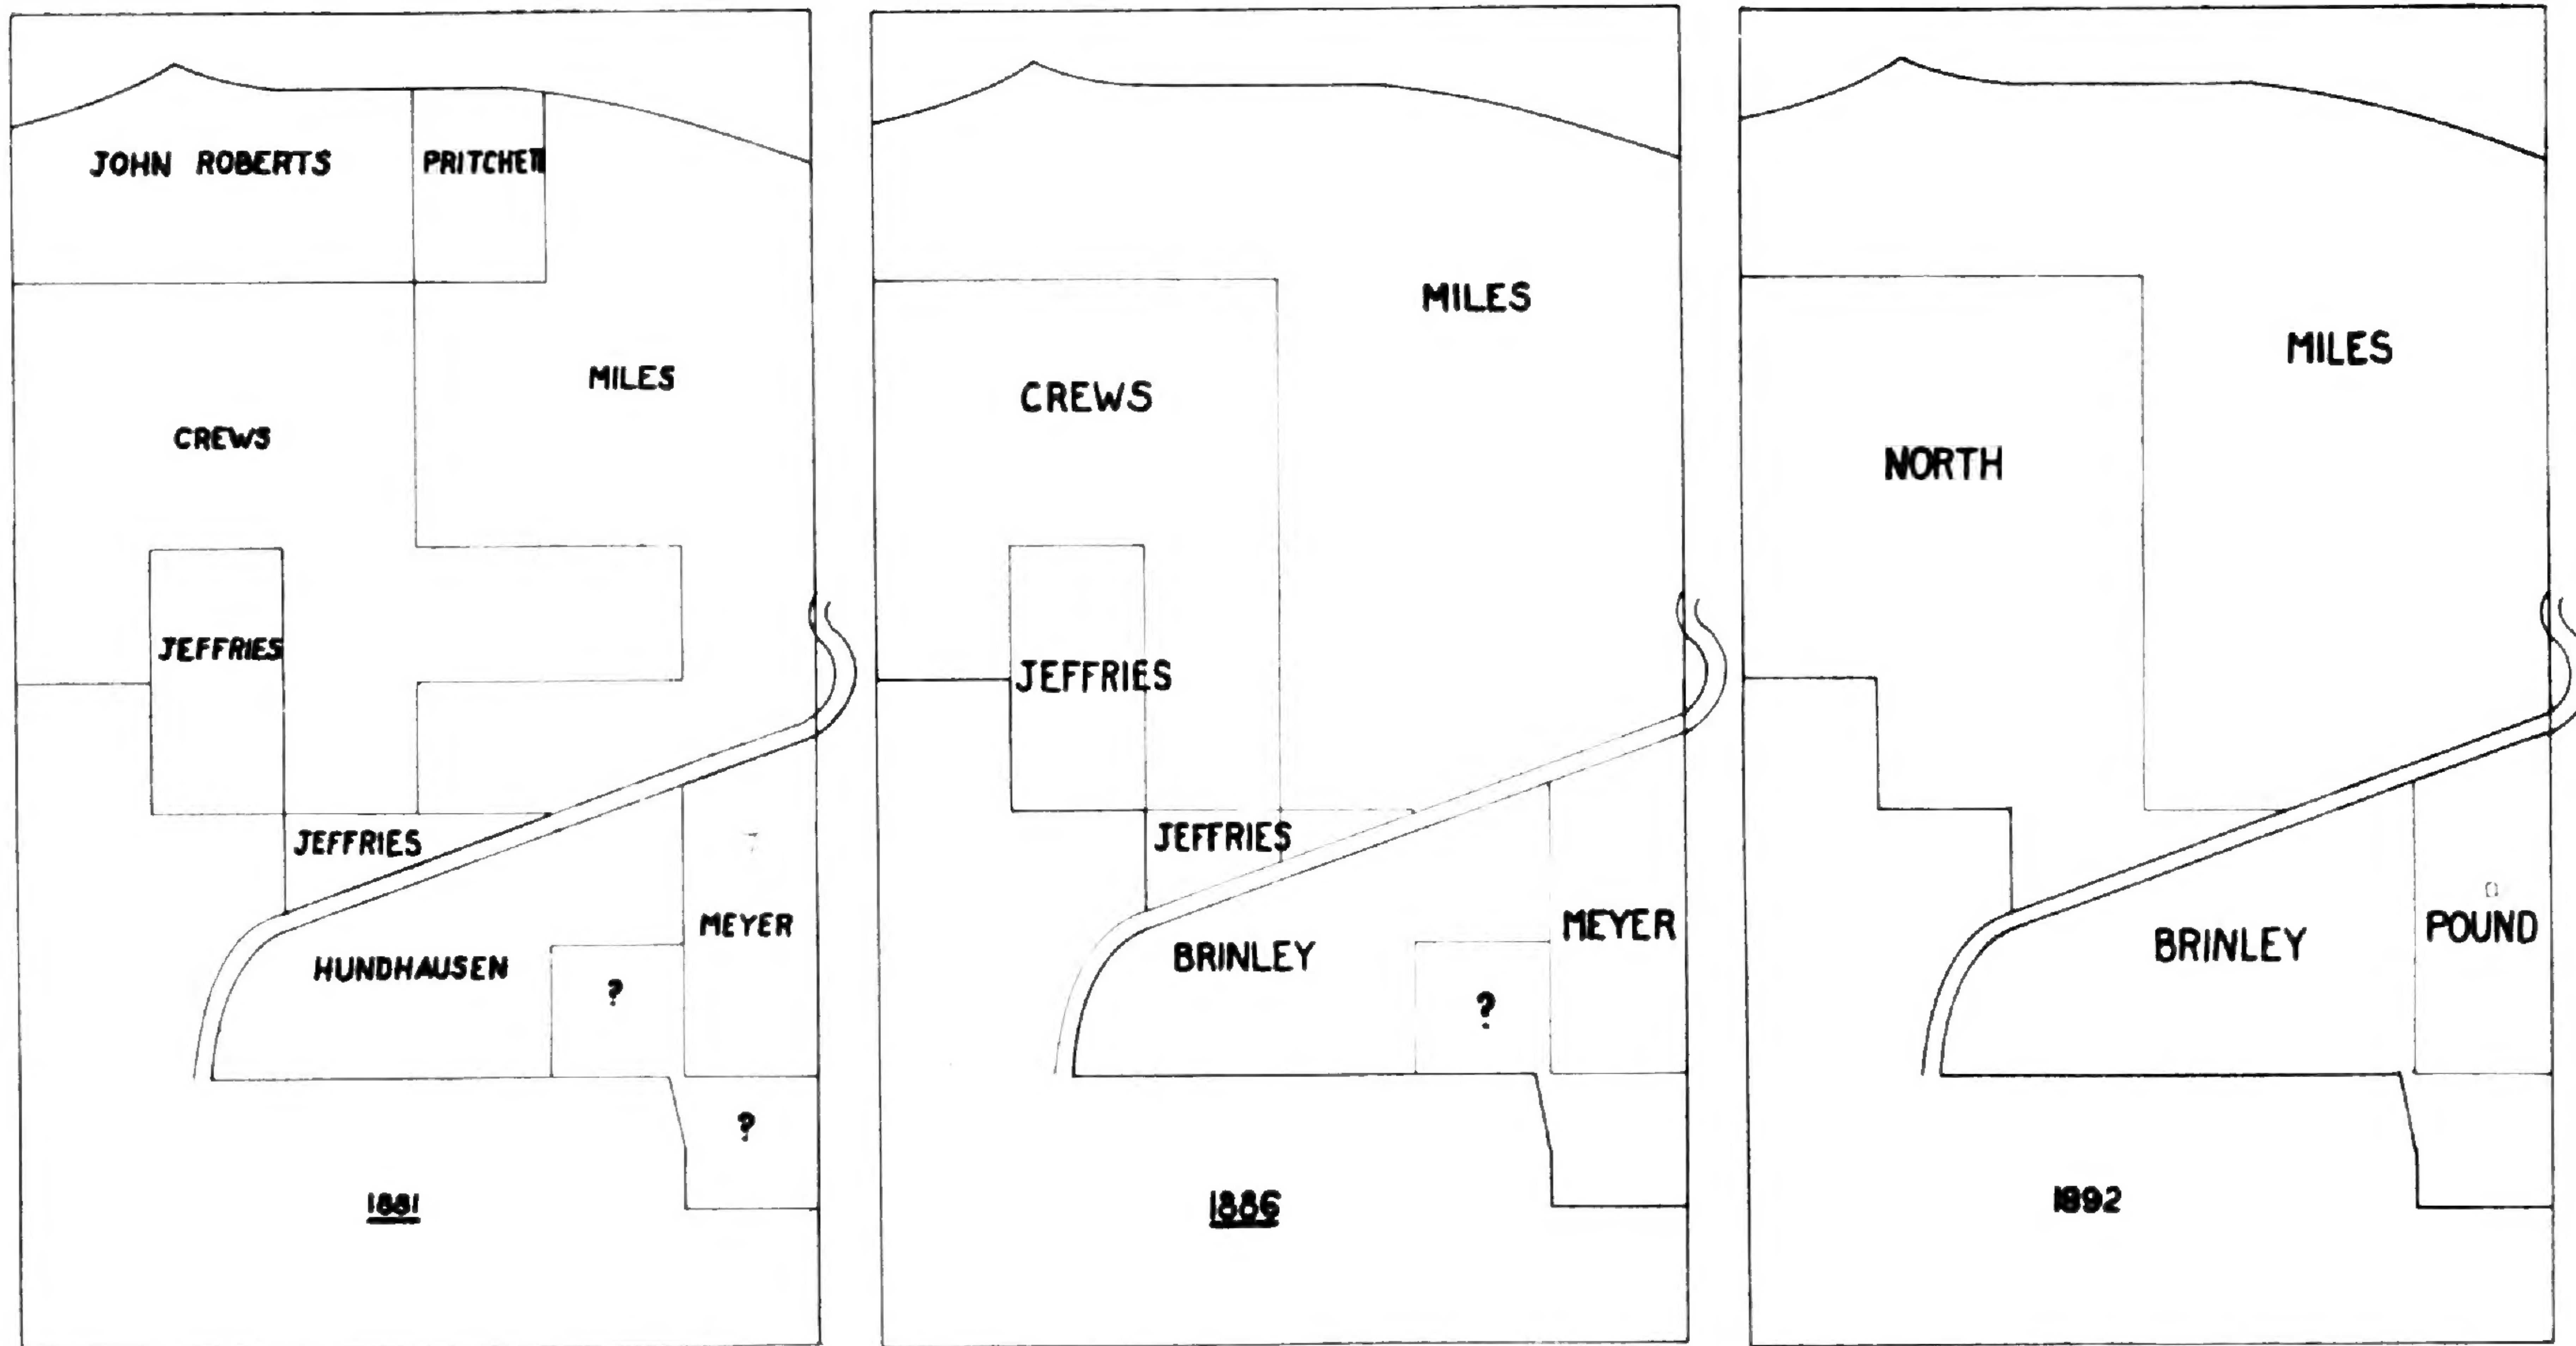 JOHN ROBERTS
PRITCHETT
MILES
CREWS
JEFFRIES
JEFFRIES
MEYER
HUNDHAUSEN
?
?
1881
MILES
CREWS
JEFFRIES
JEFFRIES
MEYER
BRINLEY
?
1886
MILES
NORTH
POUND
BRINLEY
1892